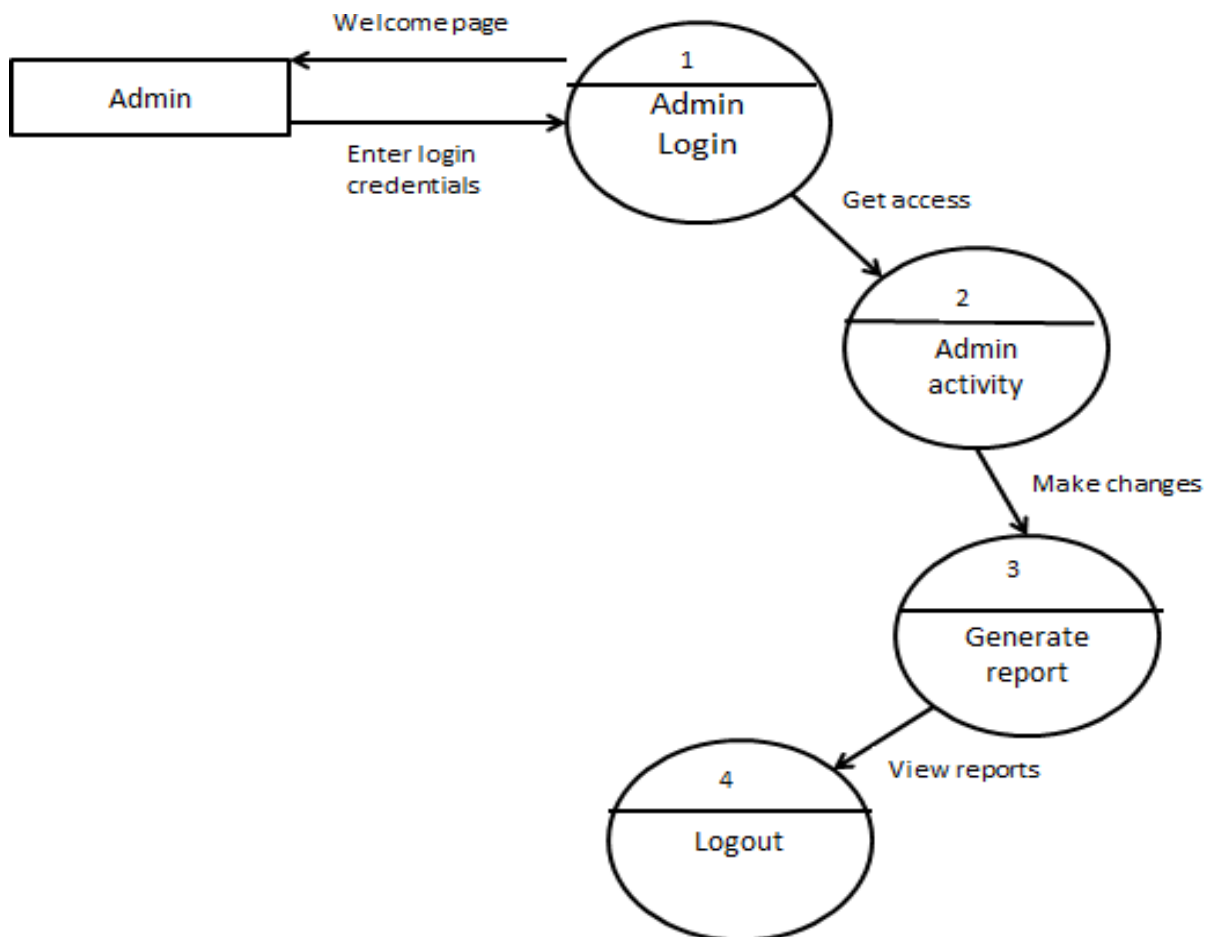 Welcome page
1
Admin
Admin
Login
Enter login
credentials
Get access
2
Admin
activity
Make changes
3
Generate
report
View reports
4
Logout